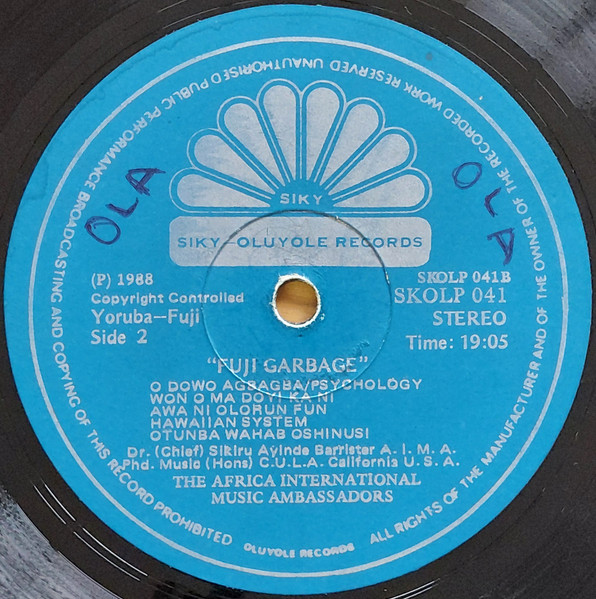 ALL RIGHTS OF THE MANUFACTURER AND OF THE OWNER OF THE RECORDED WORK RESERVED UNAUTHORISED PUBLIC PERFORMANCE BROADCASTING AND COPYING OF THIS RECORD PROHIBITED
OLA
OLA
SIKY
SIKY-OLUYOLE RECORDS
(P) 1988
Copyright Controlled
Yoruba—Fuji
Side 2
SKOLP 041B
SKOLP 041
STEREO
Time: 19:05
"FUJI GARBAGE"
O DOWO AGBAGBA/PSYCHOLOGY
WON O MA DOYI KA NI
AWA NI OLORUN FUN
HAWAIIAN SYSTEM
OTUNBA WAHAB OSHINUSI
Dr. (Chief) Sikiru Ayinde Barrister A. I. M. A.
Phd. Music (Hons) C.U.L.A. California U. S. A.
THE AFRICA INTERNATIONAL
MUSIC AMBASSADORS
OLUYOLE RECORDS